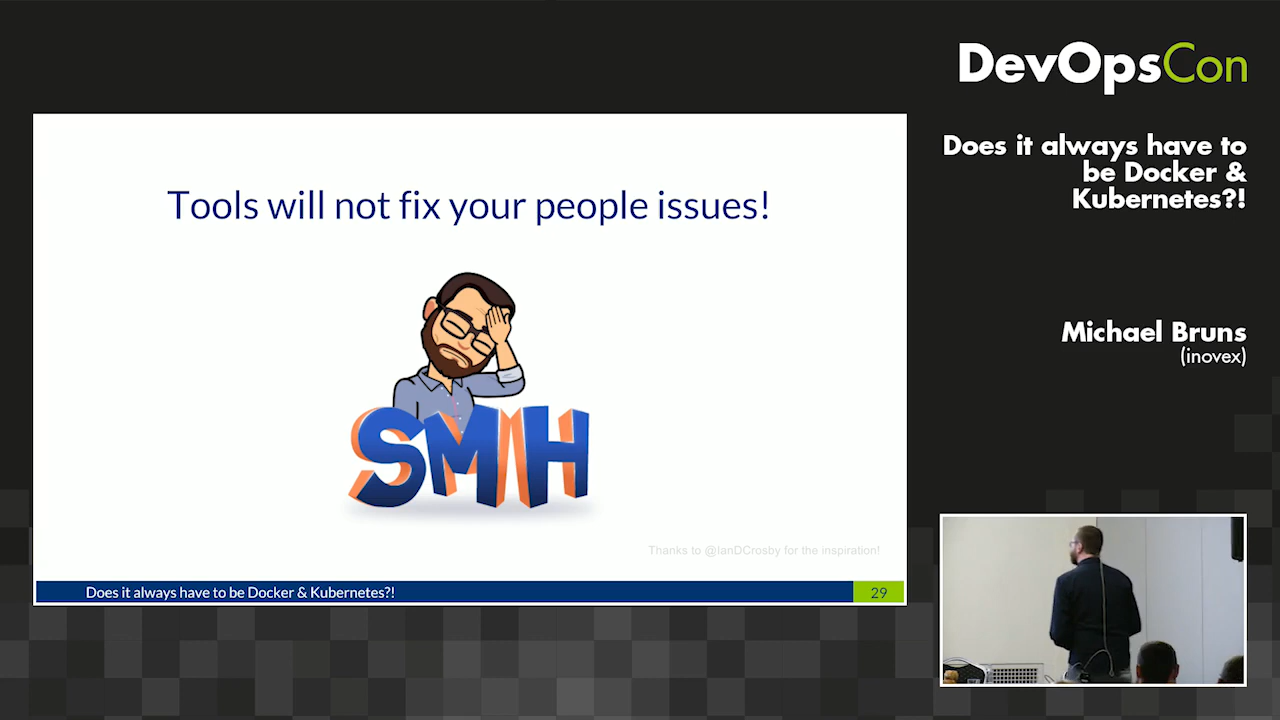 DevOpsCon
Does it always have to
be Docker &
Kubernetes?!
Michael Bruns
(inovex)
Tools will not fix your people issues!
SMH
Thanks to @IanDCrosby for the inspiration!
Does it always have to be Docker & Kubernetes?!
29